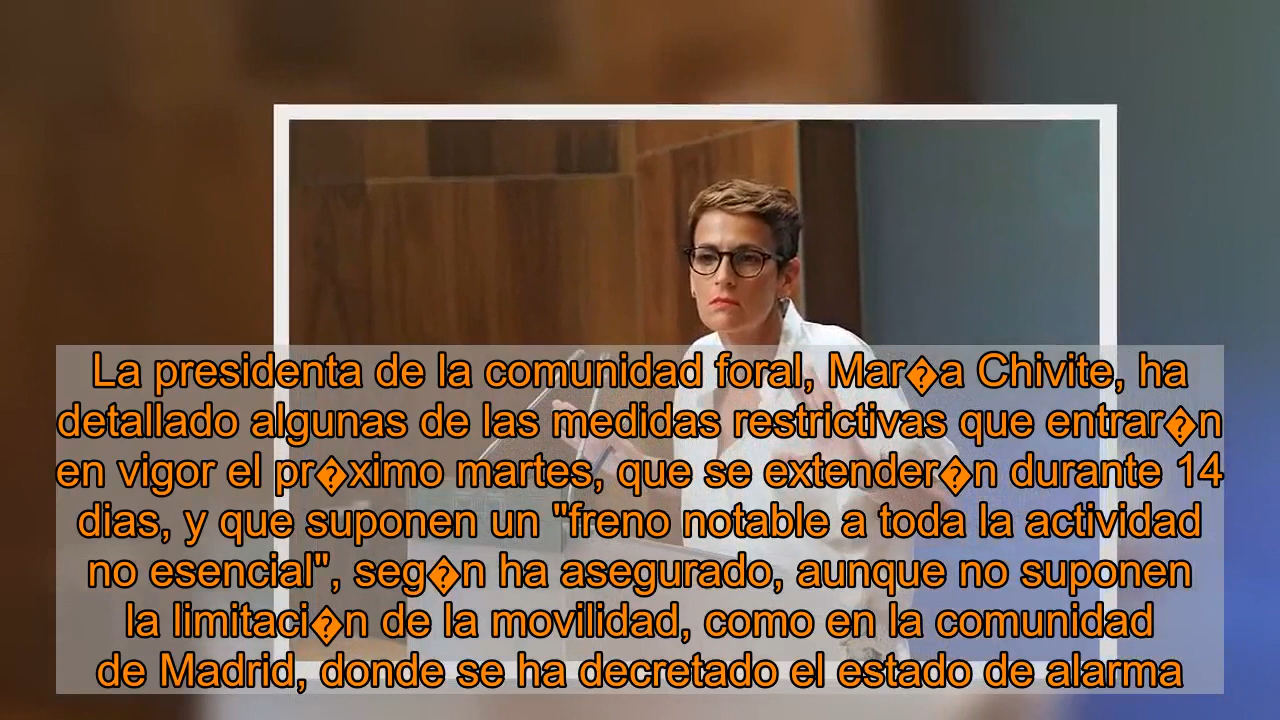 La presidenta de la comunidad foral, Mar�a Chivite, ha
detallado algunas de las medidas restrictivas que entrar�n
en vigor el pr�ximo martes, que se extender�n durante 14
dias, y que suponen un "freno notable a toda la actividad
no esencial", seg�n ha asegurado, aunque no suponen
la limitaci�n de la movilidad, como en la comunidad
de Madrid, donde se ha decretado el estado de alarma